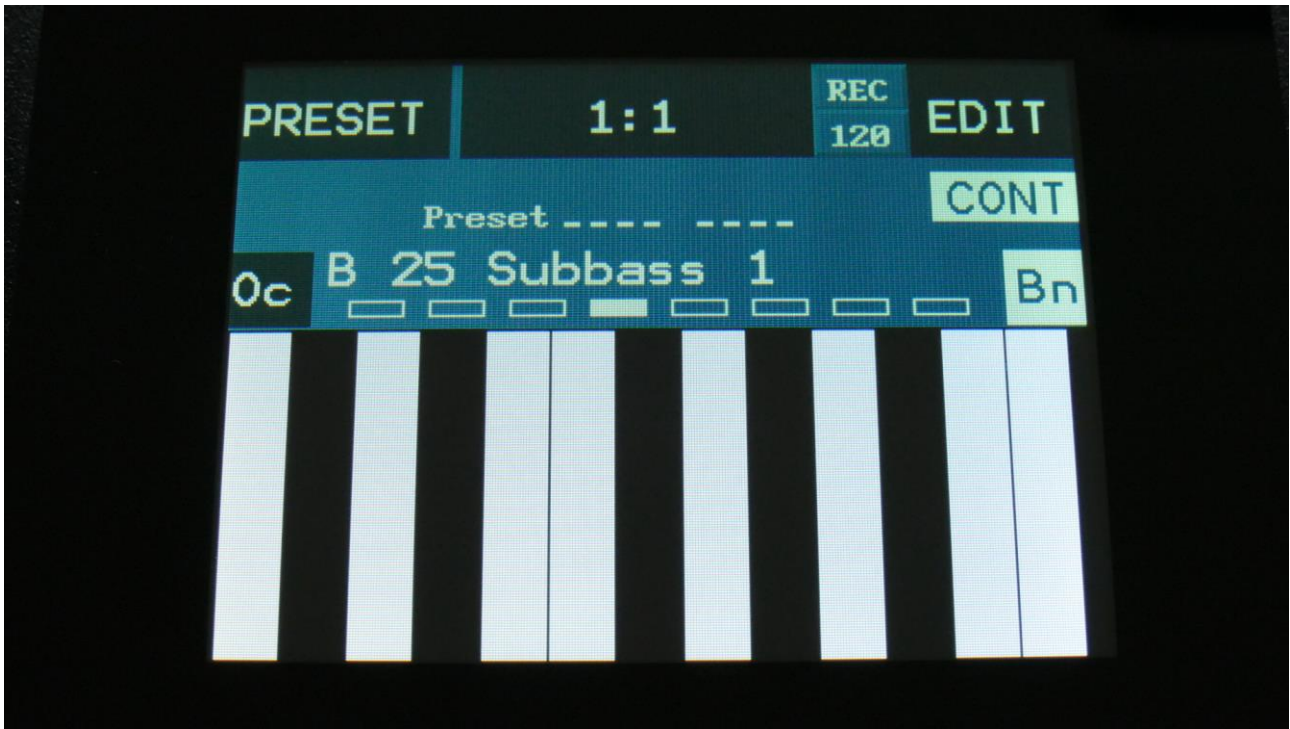 PRESET 1:1 REC EDIT
120
CONT
Preset ---- ----
Oc B 25 Subbass 1 Bn